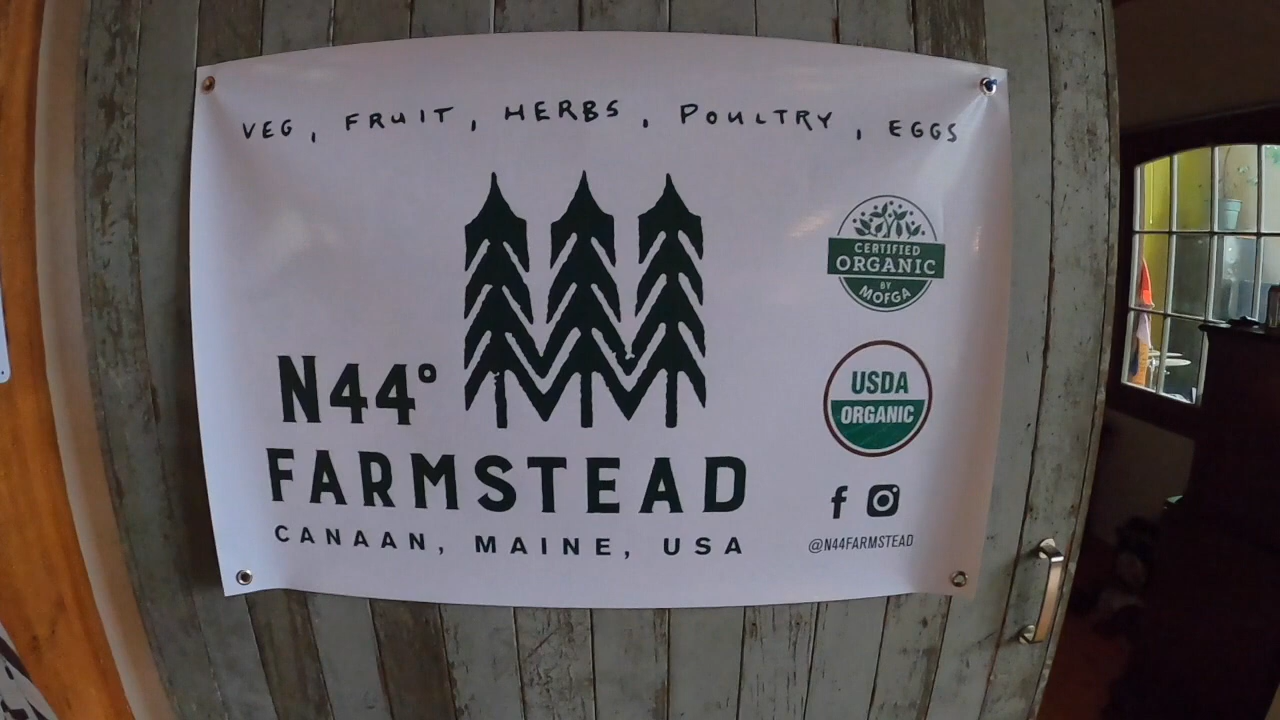 VEG, FRUIT, HERBS, POULTRY, EGGS
N44°
FARMSTEAD
CANAAN, MAINE, USA
CERTIFIED
ORGANIC
BY
MOFGA
USDA
ORGANIC
@N44FARMSTEAD